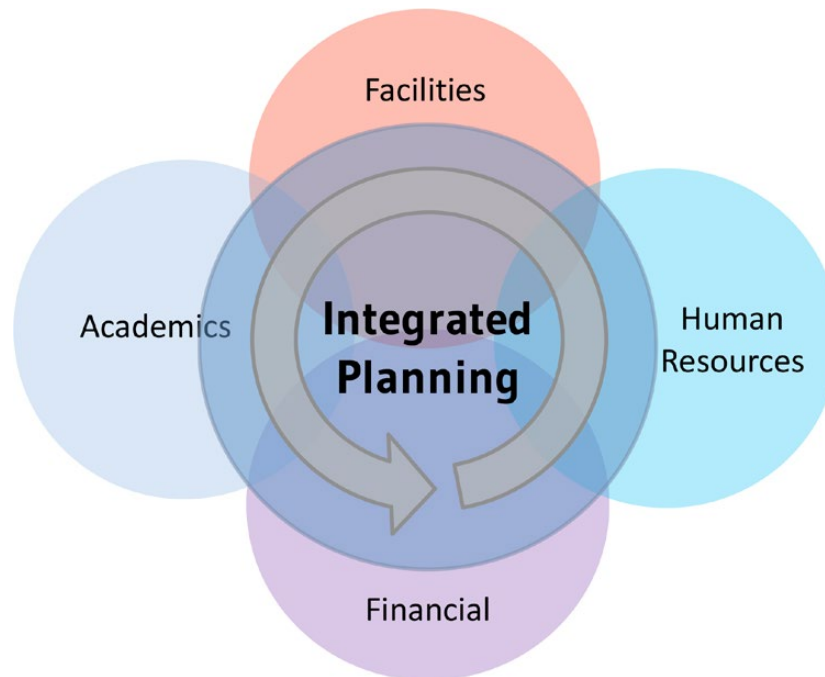 Facilities
Academics
Integrated
Planning
Human
Resources
Financial